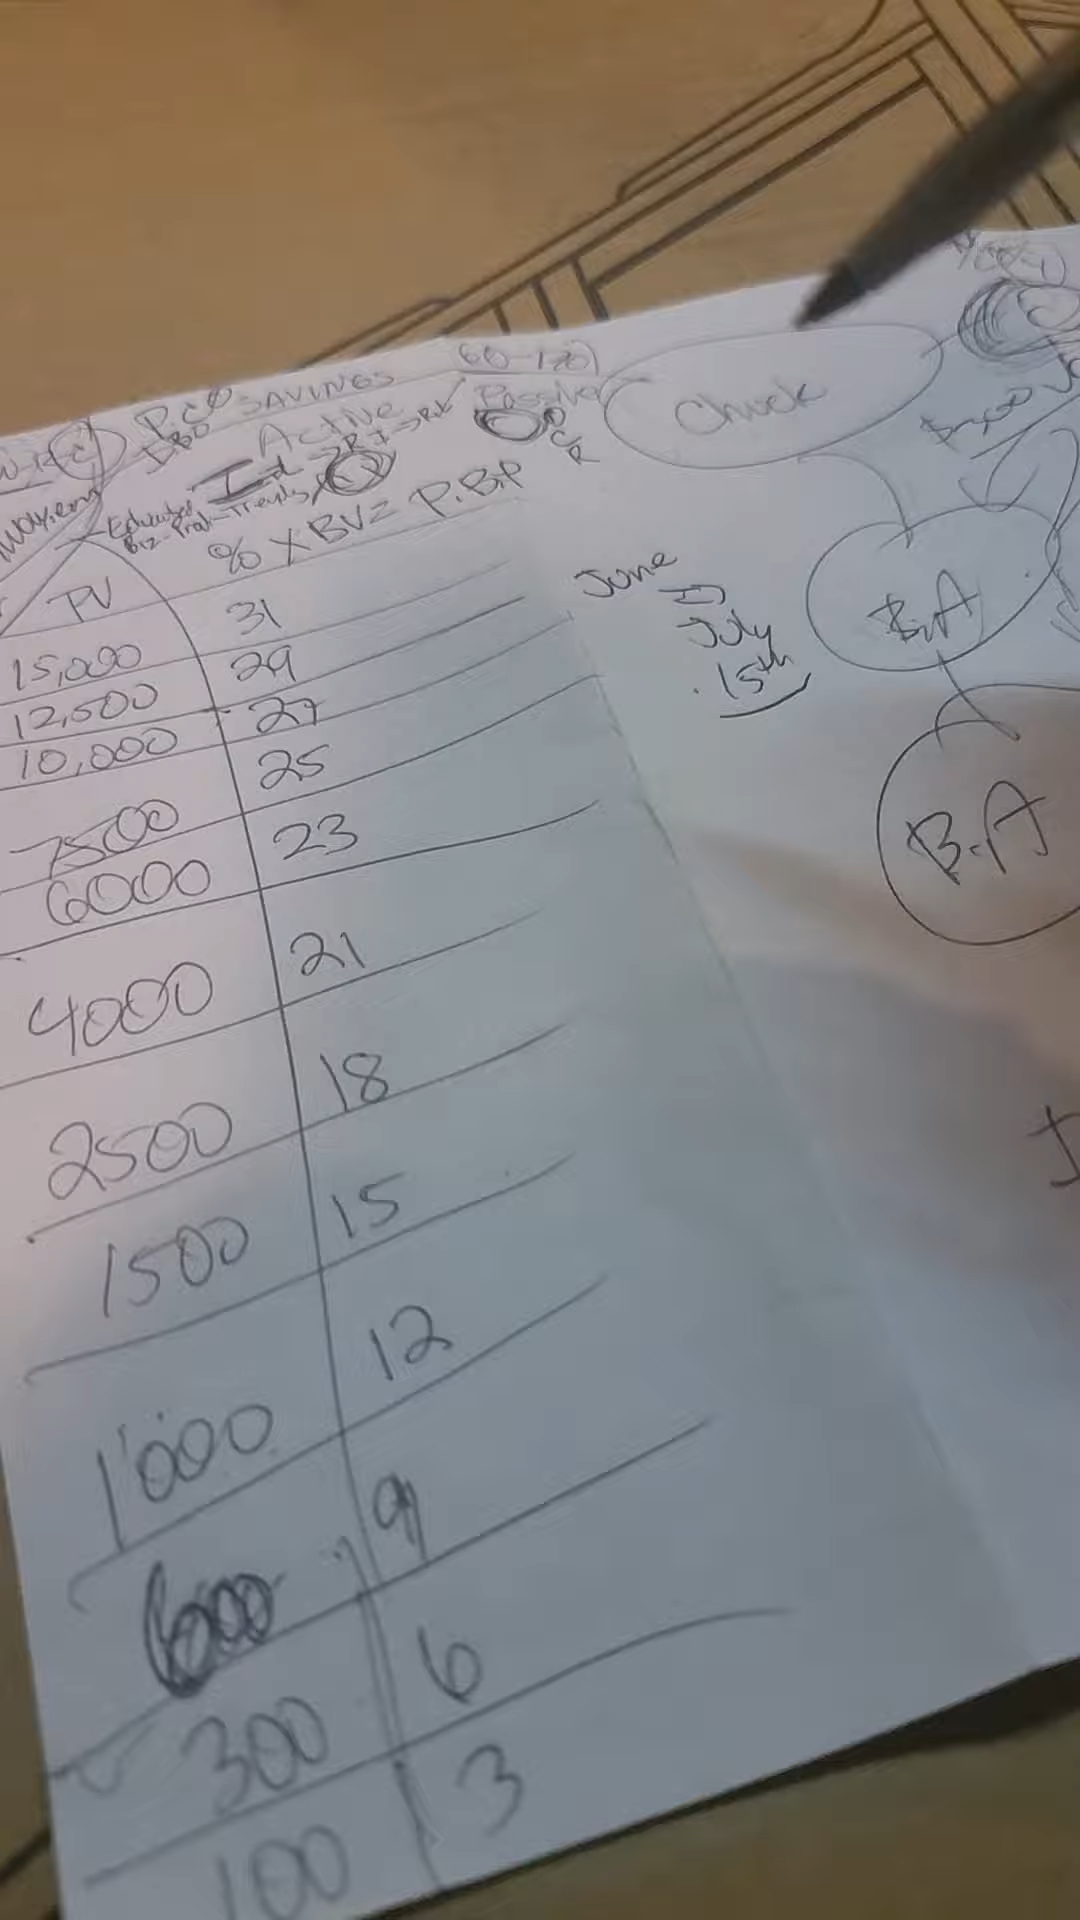 SAVINGS
Active
60-120
Passive
Educated
% X BV = P.B.P
PV
15,000 31
12,500 29
10,000 27
7500 25
6000 23
4000 21
2500 18
1500 15
1000 12
600 9
300 6
100 3
Chuck
June
July
15th
B.A
B.A